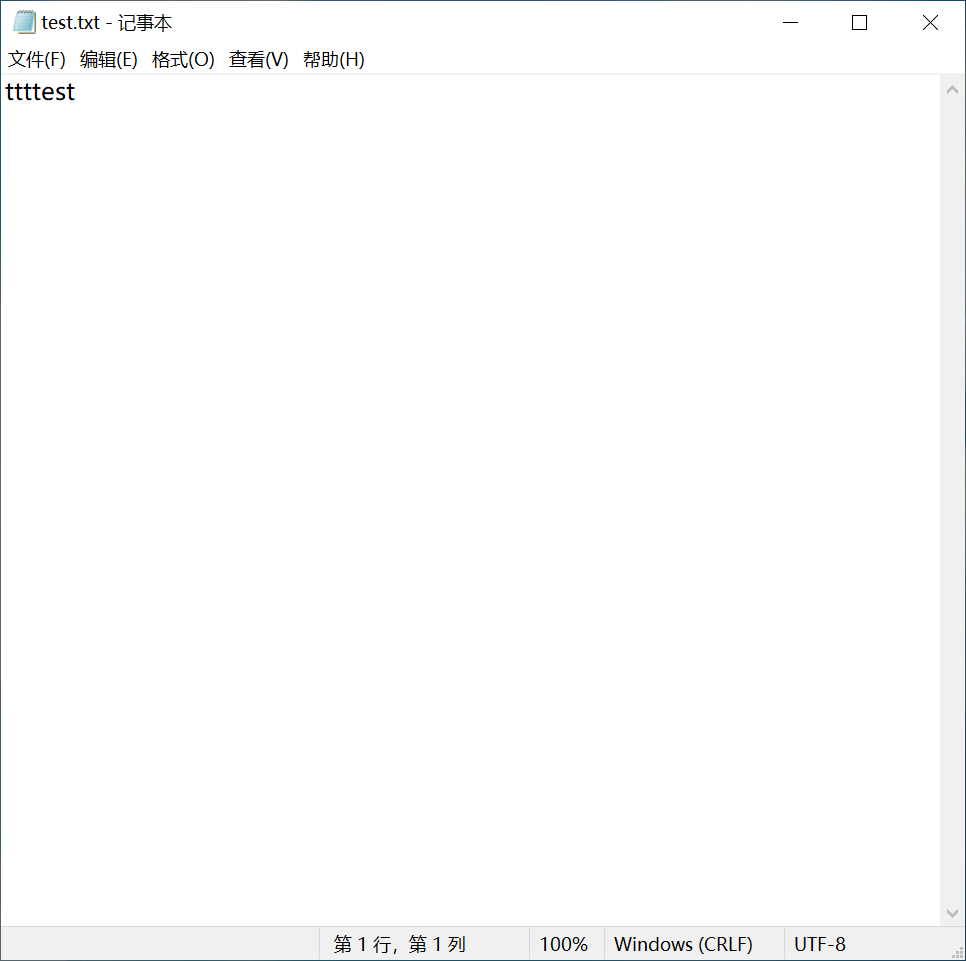 test.txt - 记事本
文件(F) 编辑(E) 格式(O) 查看(V) 帮助(H)
ttttest
第 1 行，第 1 列 100% Windows (CRLF) UTF-8